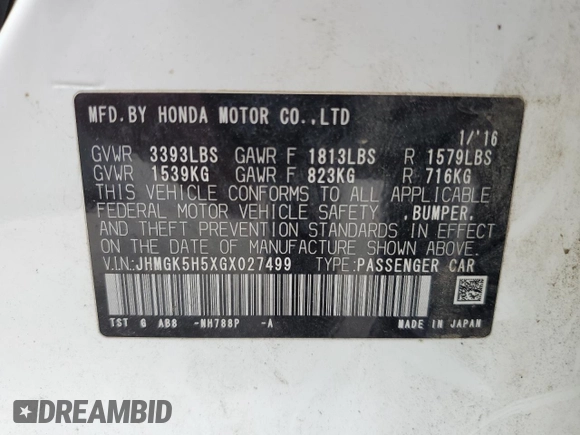 MFD.BY HONDA MOTOR CO.,LTD
1/'16
GVWR 3393LBS GAWR F 1813LBS R 1579LBS
GVWR 1539KG GAWR F 823KG R 716KG
THIS VEHICLE CONFORMS TO ALL APPLICABLE
FEDERAL MOTOR VEHICLE SAFETY ,BUMPER,
AND THEFT PREVENTION STANDARDS IN EFFECT
ON THE DATE OF MANUFACTURE SHOWN ABOVE.
V.IN:JHMGK5H5XGX027499 TYPE:PASSENGER CAR
TST G AB8 -NH788P -A MADE IN JAPAN
DREAMBID